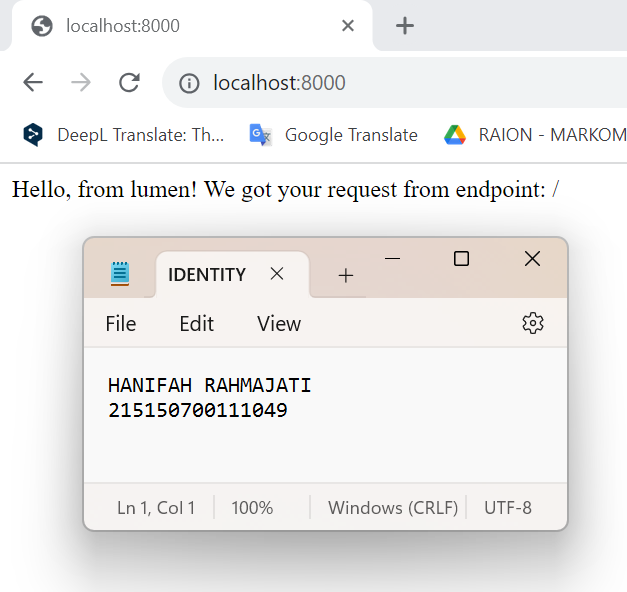 localhost:8000
localhost:8000
DeepL Translate: Th... Google Translate RAION - MARKOM
Hello, from lumen! We got your request from endpoint: /
IDENTITY
File Edit View
HANIFAH RAHMAJATI
215150700111049
Ln 1, Col 1 100% Windows (CRLF) UTF-8